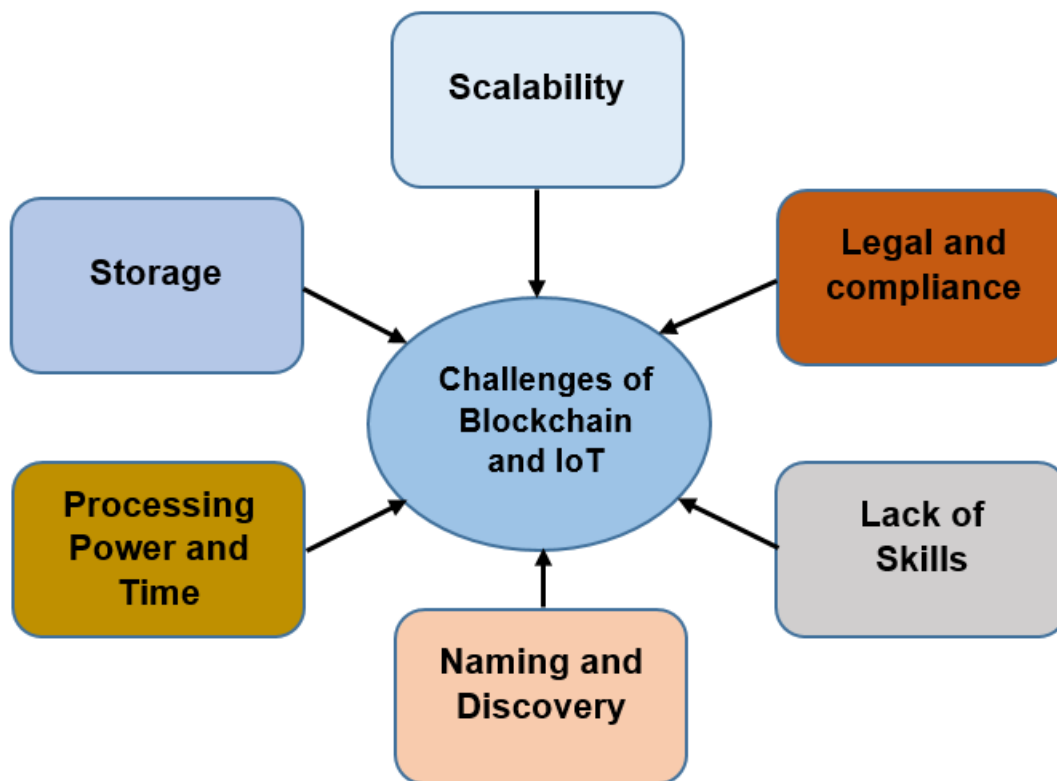 Scalability
Storage
Legal and
compliance
Challenges of
Blockchain
and IoT
Processing
Power and
Time
Lack of
Skills
Naming and
Discovery